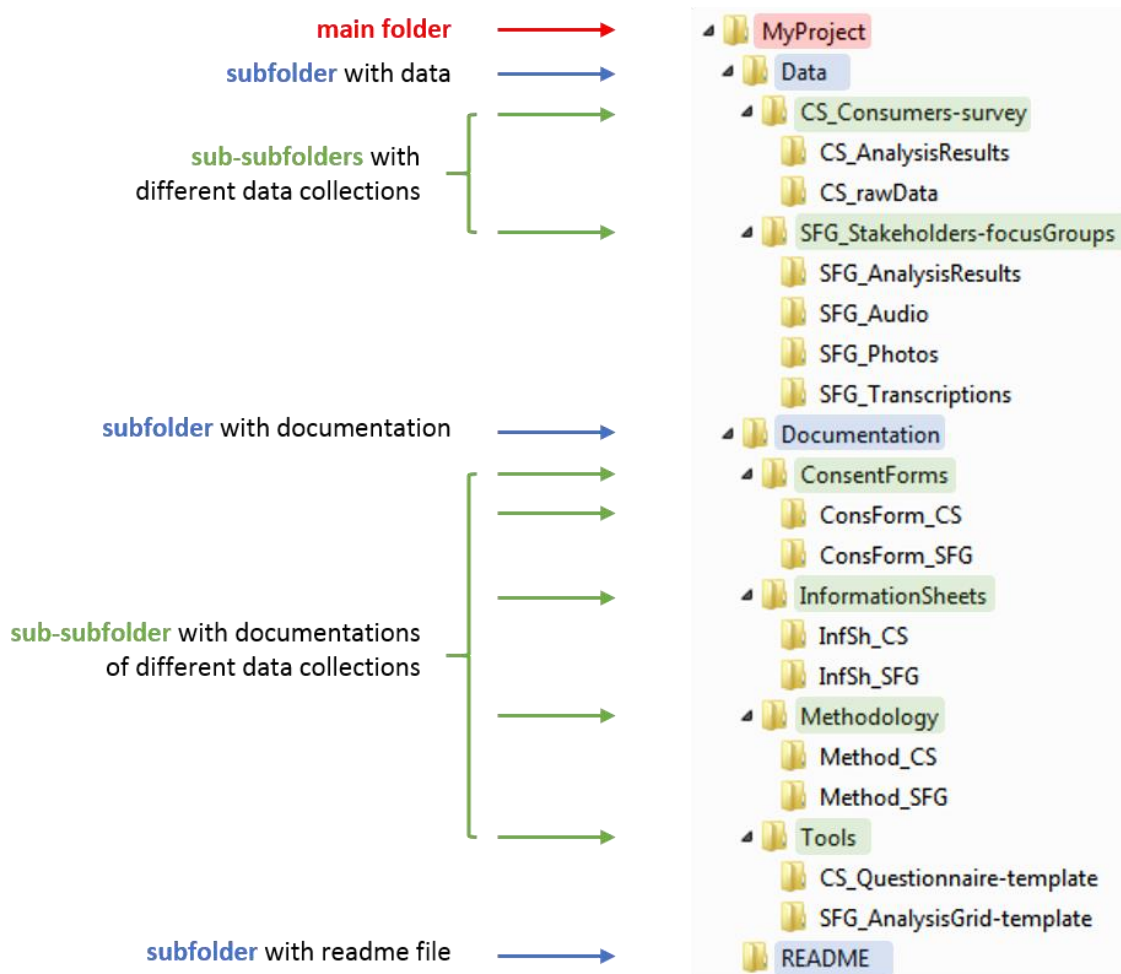 main folder
MyProject
subfolder with data
Data
CS_Consumers-survey
sub-subfolders with
different data collections
CS_AnalysisResults
CS_rawData
SFG_Stakeholders-focusGroups
SFG_AnalysisResults
SFG_Audio
SFG_Photos
SFG_Transcriptions
subfolder with documentation
Documentation
ConsentForms
ConsForm_CS
ConsForm_SFG
InformationSheets
sub-subfolder with documentations
of different data collections
InfSh_CS
InfSh_SFG
Methodology
Method_CS
Method_SFG
Tools
CS_Questionnaire-template
SFG_AnalysisGrid-template
subfolder with readme file
README